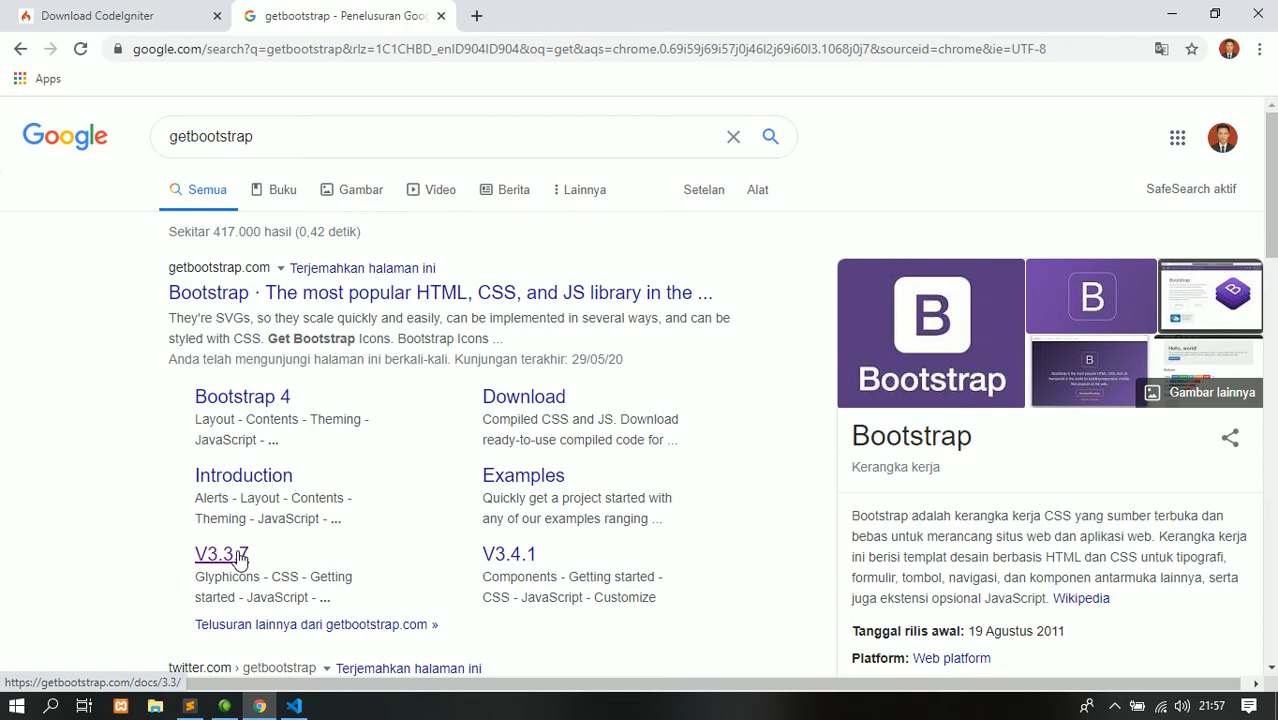 Download CodeIgniter
getbootstrap - Penelusuran Goog
google.com/search?q=getbootstrap&rlz=1C1CHBD_enID904ID904&oq=get&aqs=chrome.0.69i59j69i57j0j46l2j69i60l3.1068j0j7&sourceid=chrome&ie=UTF-8
Apps
Google
getbootstrap
Semua
Buku
Gambar
Video
Berita
Lainnya
Setelan
Alat
SafeSearch aktif
Sekitar 417.000 hasil (0,42 detik)
getbootstrap.com Terjemahkan halaman ini
Bootstrap · The most popular HTML, CSS, and JS library in the ...
They're SVGs, so they scale quickly and easily, can be implemented in several ways, and can be
styled with CSS. Get Bootstrap Icons. Bootstrap Icons ...
Anda telah mengunjungi halaman ini berkali-kali. Kunjungan terakhir: 29/05/20
Bootstrap 4
Layout - Contents - Theming -
JavaScript - ...
Download
Compiled CSS and JS. Download
ready-to-use compiled code for ...
Introduction
Alerts - Layout - Contents -
Theming - JavaScript - ...
Examples
Quickly get a project started with
any of our examples ranging ...
V3.3.7
Glyphicons - CSS - Getting
started - JavaScript - ...
V3.4.1
Components - Getting started -
CSS - JavaScript - Customize
Telusuran lainnya dari getbootstrap.com »
twitter.com › getbootstrap Terjemahkan halaman ini
B
Bootstrap
B
Hello, world!
Gambar lainnya
Bootstrap
Kerangka kerja
Bootstrap adalah kerangka kerja CSS yang sumber terbuka dan
bebas untuk merancang situs web dan aplikasi web. Kerangka kerja
ini berisi templat desain berbasis HTML dan CSS untuk tipografi,
formulir, tombol, navigasi, dan komponen antarmuka lainnya, serta
juga ekstensi opsional JavaScript. Wikipedia
Tanggal rilis awal: 19 Agustus 2011
Platform: Web platform
https://getbootstrap.com/docs/3.3/
21:57